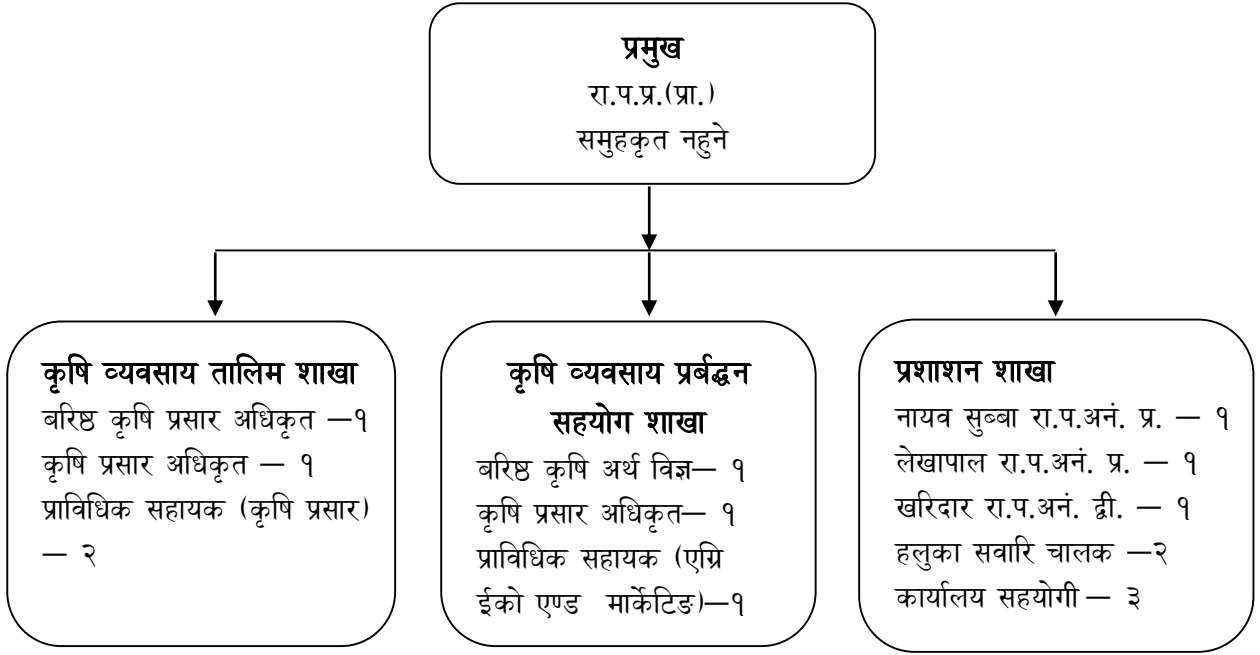 प्रमुख
रा.प.प्र.(प्रा.)
समुहकृत नहुने
कृषि व्यवसाय तालिम शाखा
बरिष्ठ कृषि प्रसार अधिकृत —१
कृषि प्रसार अधिकृत — १
प्राविधिक सहायक (कृषि प्रसार)
— २
कृषि व्यवसाय प्रर्बद्धन
सहयोग शाखा
बरिष्ठ कृषि अर्थ विज्ञ— १
कृषि प्रसार अधिकृत— १
प्राविधिक सहायक (एग्रि
ईको एण्ड मार्केटिङ)—१
प्रशाशन शाखा
नायव सुब्बा रा.प.अनं. प्र. — १
लेखापाल रा.प.अनं. प्र. — १
खरिदार रा.प.अनं. द्वी. — १
हलुका सवारि चालक —२
कार्यालय सहयोगी — ३